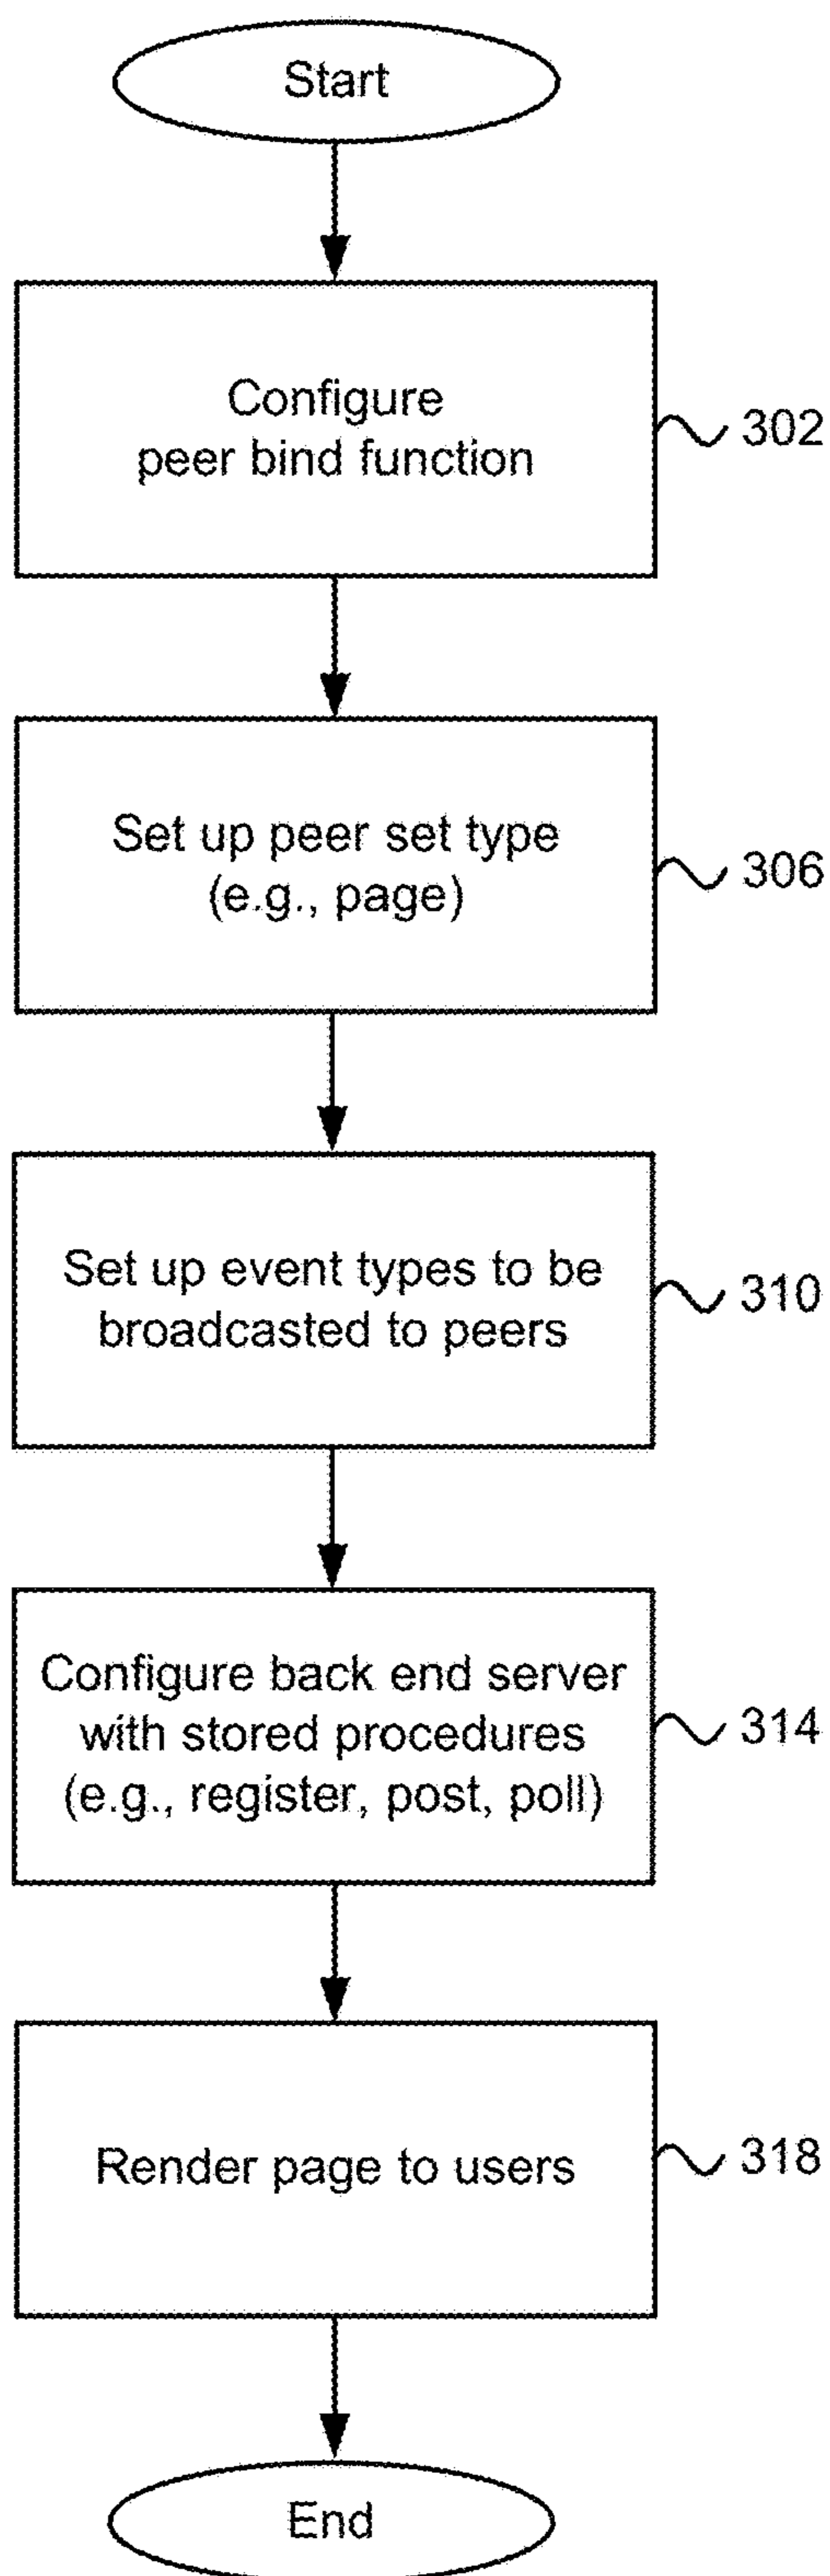 Start
Configure
peer bind function
302
Set up peer set type
(e.g., page)
306
Set up event types to be
broadcasted to peers
310
Configure back end server
with stored procedures
(e.g., register, post, poll)
314
Render page to users
318
End